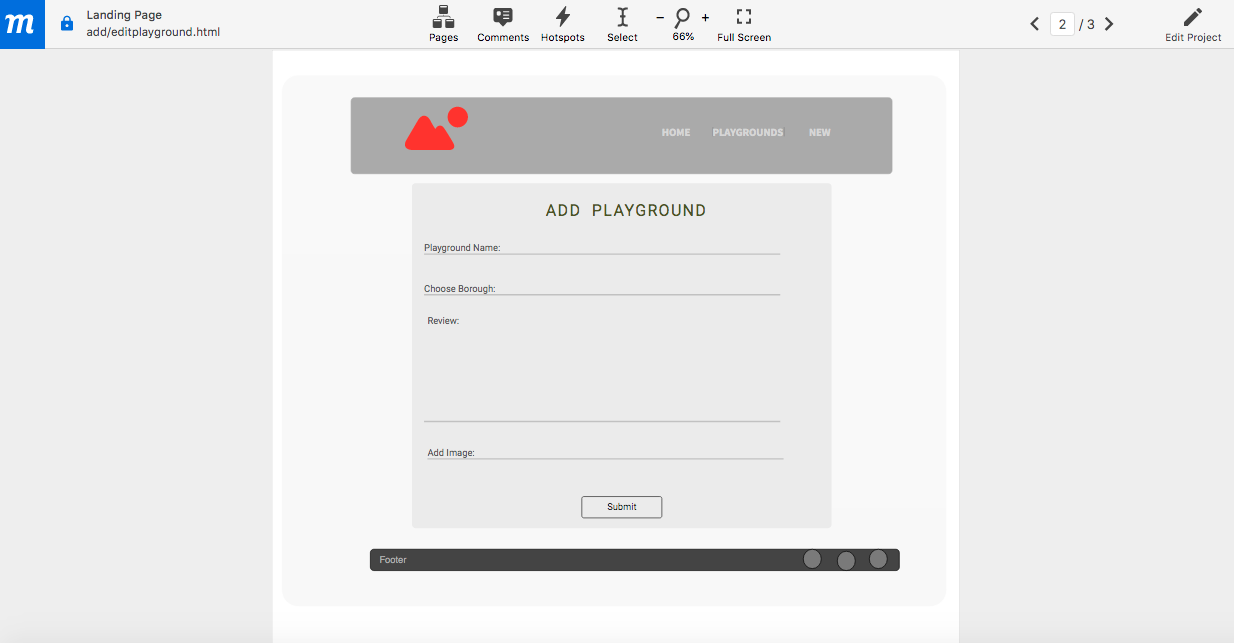 m
Landing Page
add/editplayground.html
Pages
Comments
Hotspots
Select
− +
66%
Full Screen
2 / 3
Edit Project
HOME PLAYGROUNDS NEW
ADD PLAYGROUND
Playground Name:
Choose Borough:
Review:
Add Image:
Submit
Footer